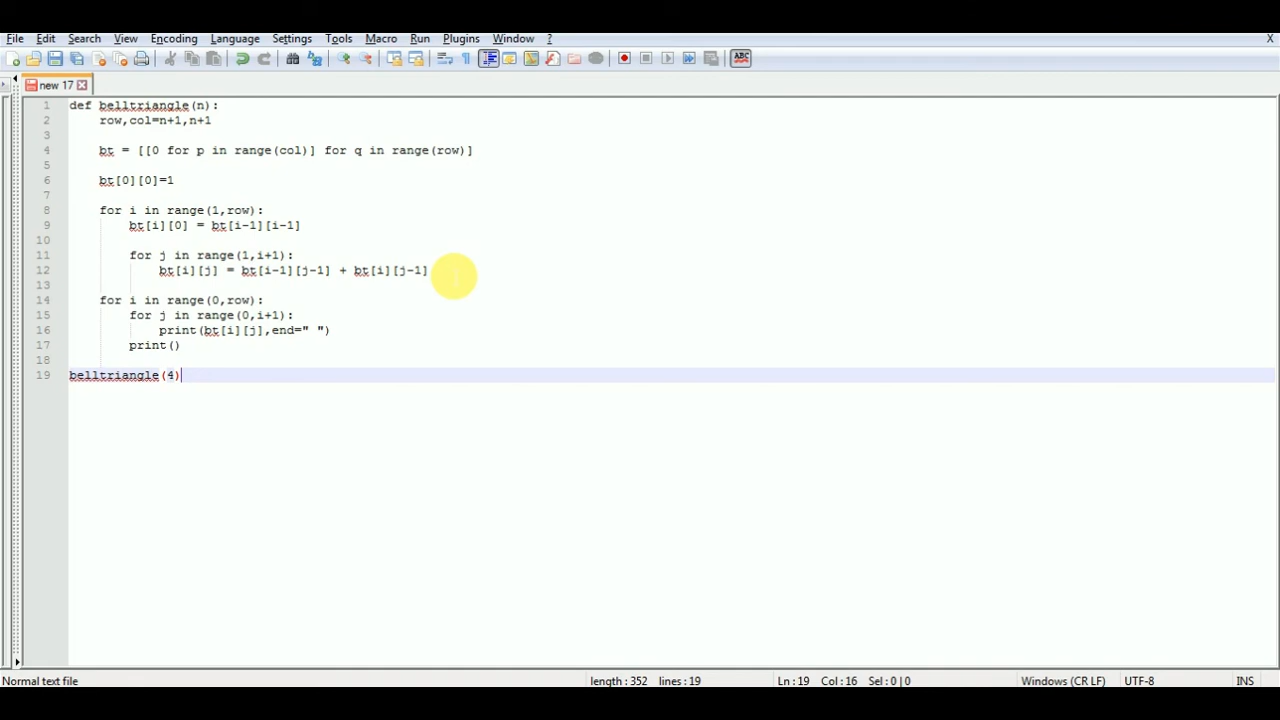 File Edit Search View Encoding Language Settings Tools Macro Run Plugins Window ? X
ABC
new 17
1 def belltriangle(n):
2     row,col=n+1,n+1
3
4     bt = [[0 for p in range(col)] for q in range(row)]
5
6     bt[0][0]=1
7
8     for i in range(1,row):
9         bt[i][0] = bt[i-1][i-1]
10
11         for j in range(1,i+1):
12             bt[i][j] = bt[i-1][j-1] + bt[i][j-1]
13
14     for i in range(0,row):
15         for j in range(0,i+1):
16             print(bt[i][j],end=" ")
17         print()
18
19 belltriangle(4)
Normal text file length : 352 lines : 19 Ln : 19 Col : 16 Sel : 0 | 0 Windows (CR LF) UTF-8 INS